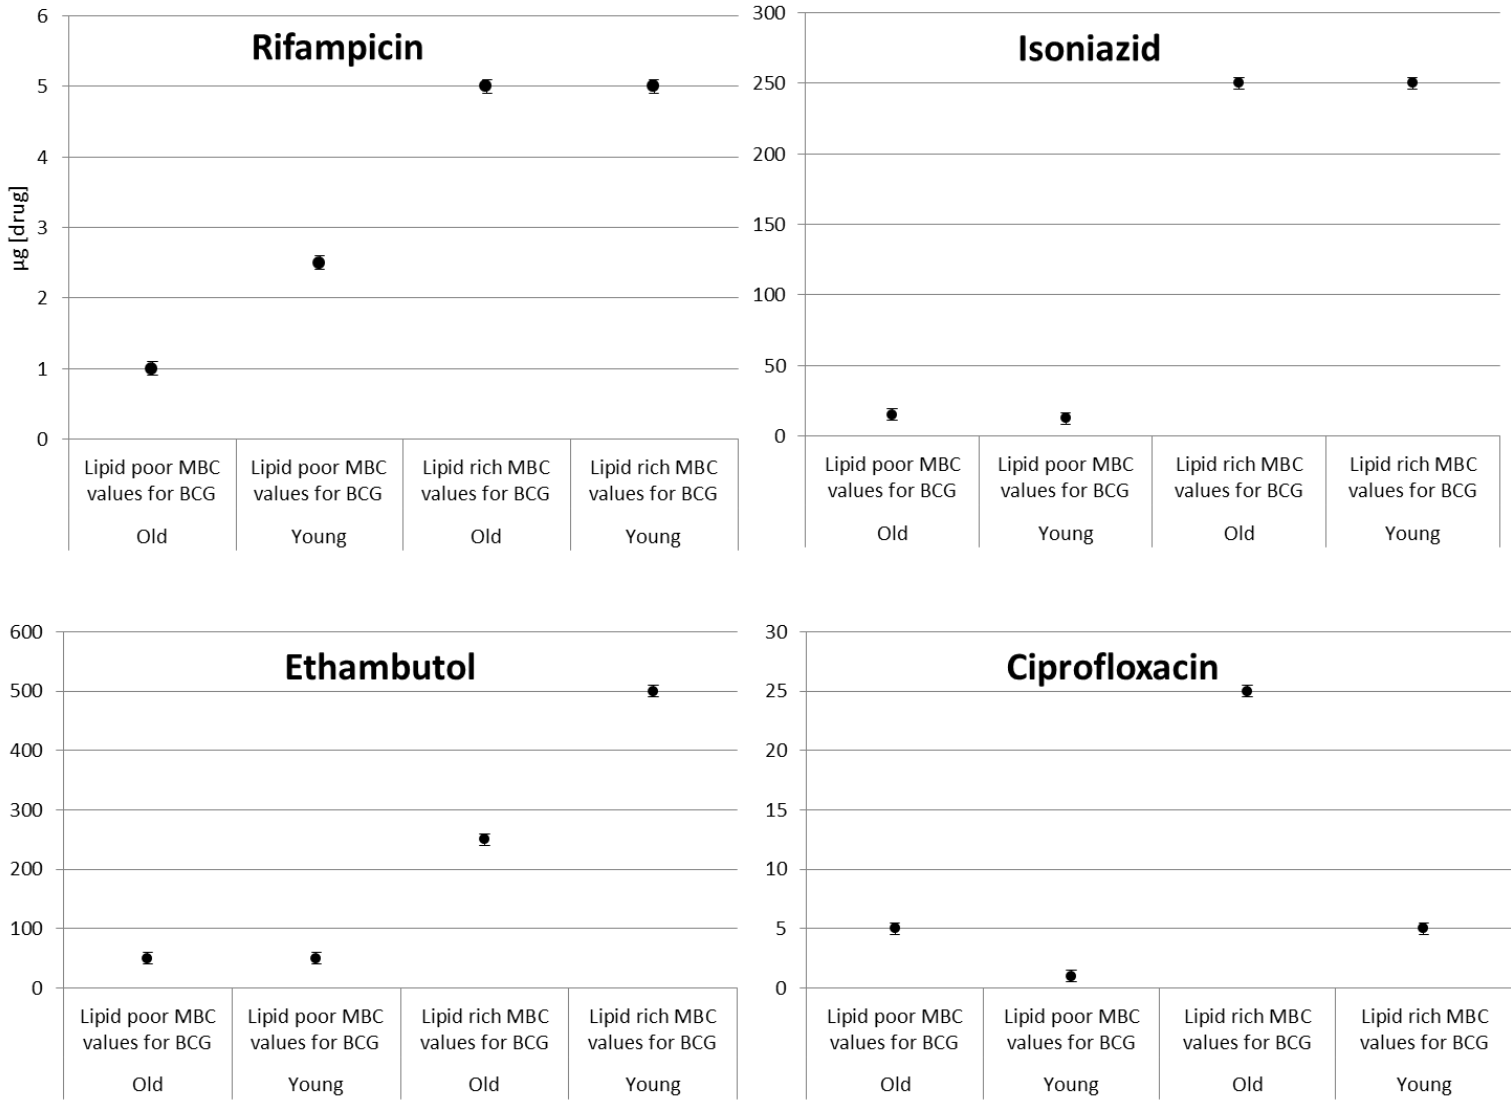 Rifampicin
µg [drug]
6
5
4
3
2
1
0
Lipid poor MBC
values for BCG
Lipid poor MBC
values for BCG
Lipid rich MBC
values for BCG
Lipid rich MBC
values for BCG
Old
Young
Old
Young
Isoniazid
300
250
200
150
100
50
0
Lipid poor MBC
values for BCG
Lipid poor MBC
values for BCG
Lipid rich MBC
values for BCG
Lipid rich MBC
values for BCG
Old
Young
Old
Young
Ethambutol
600
500
400
300
200
100
0
Lipid poor MBC
values for BCG
Lipid poor MBC
values for BCG
Lipid rich MBC
values for BCG
Lipid rich MBC
values for BCG
Old
Young
Old
Young
Ciprofloxacin
30
25
20
15
10
5
0
Lipid poor MBC
values for BCG
Lipid poor MBC
values for BCG
Lipid rich MBC
values for BCG
Lipid rich MBC
values for BCG
Old
Young
Old
Young